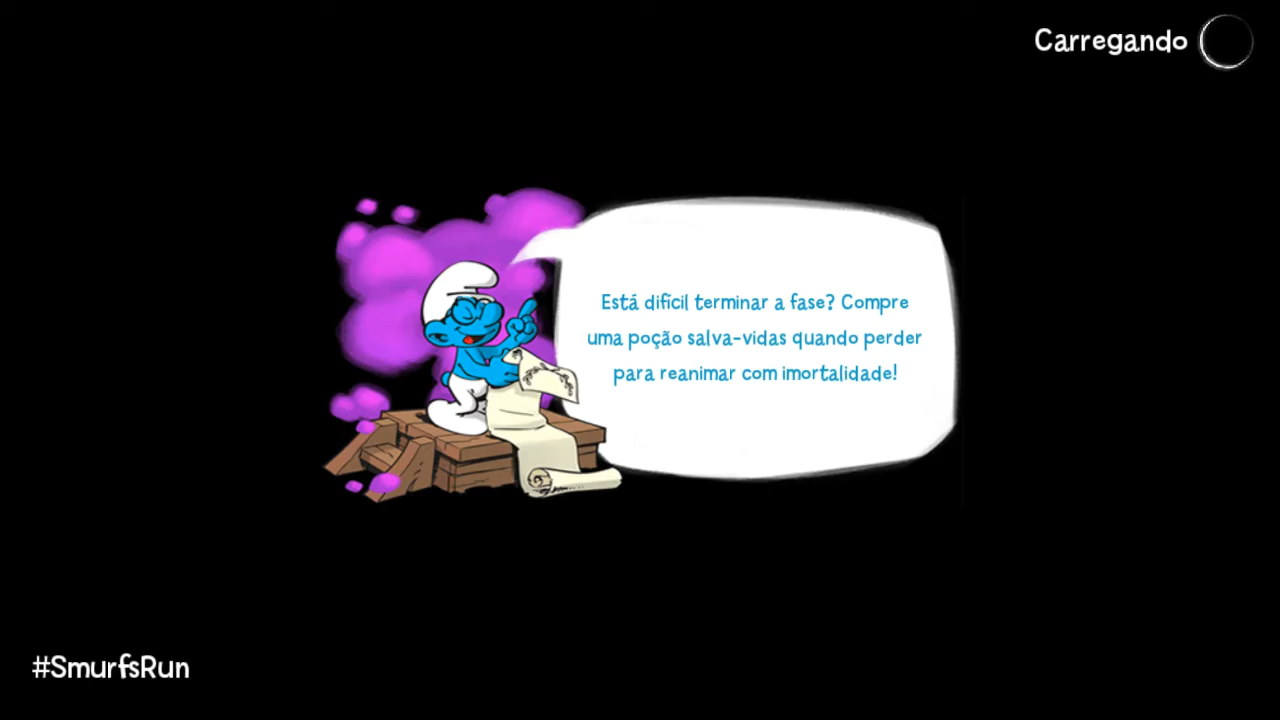 Carregando
Está difícil terminar a fase? Compre
uma poção salva-vidas quando perder
para reanimar com imortalidade!
#SmurfsRun